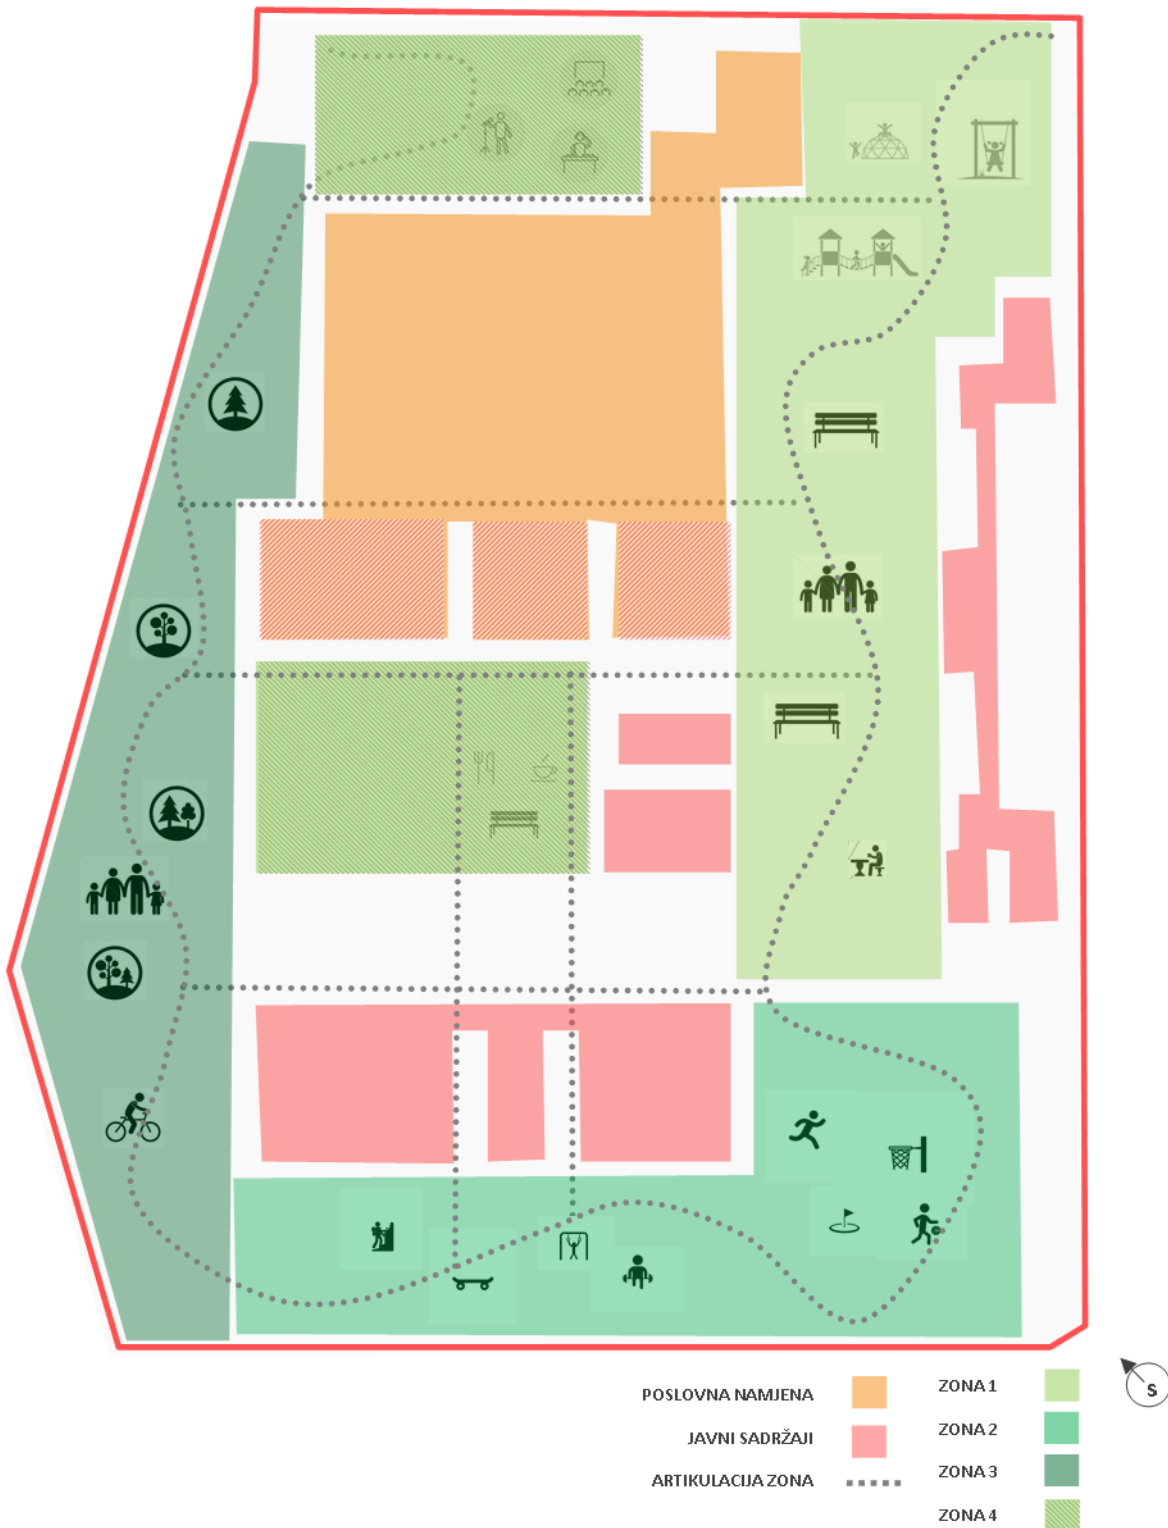 POSLOVNA NAMJENA
JAVNI SADRŽAJI
ARTIKULACIJA ZONA
ZONA 1
ZONA 2
ZONA 3
ZONA 4
S